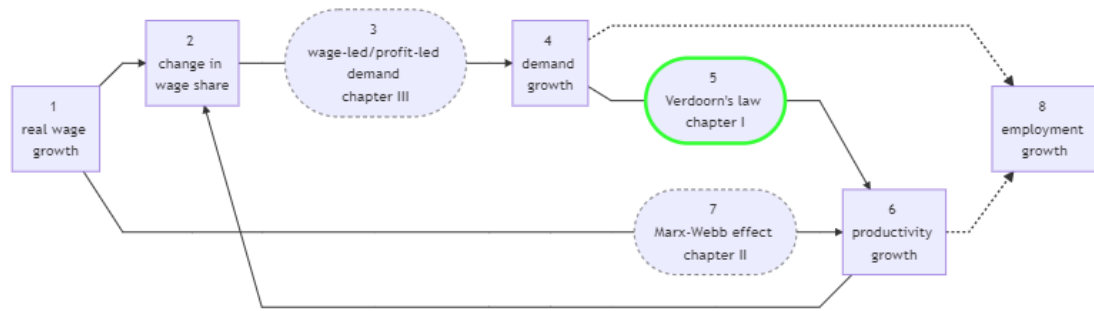 1
real wage
growth
2
change in
wage share
3
wage-led/profit-led
demand
chapter III
4
demand
growth
5
Verdoorn's law
chapter I
6
productivity
growth
7
Marx-Webb effect
chapter II
8
employment
growth